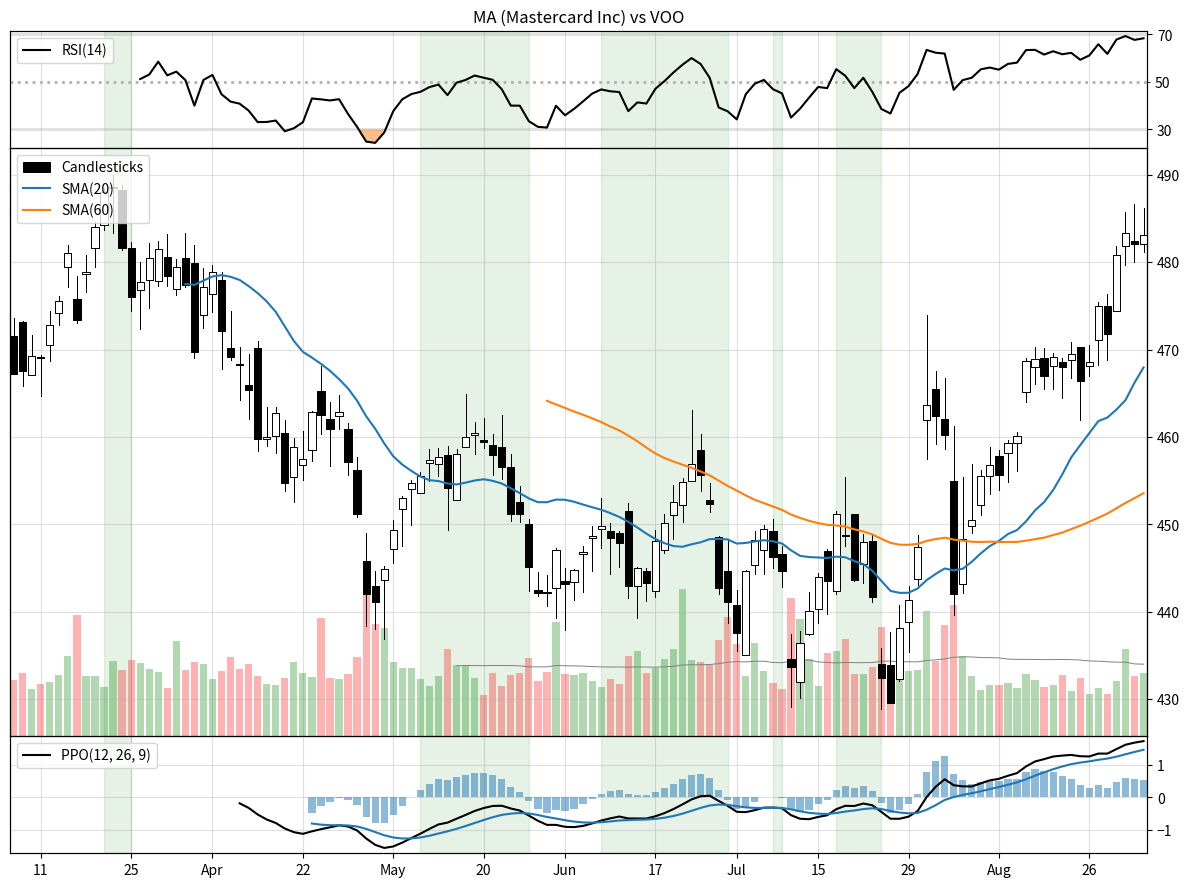 MA (Mastercard Inc) vs VOO
RSI(14)
70
50
30
Candlesticks
SMA(20)
SMA(60)
490
480
470
460
450
440
430
PPO(12, 26, 9)
1
0
−1
11 25 Apr 22 May 20 Jun 17 Jul 15 29 Aug 26